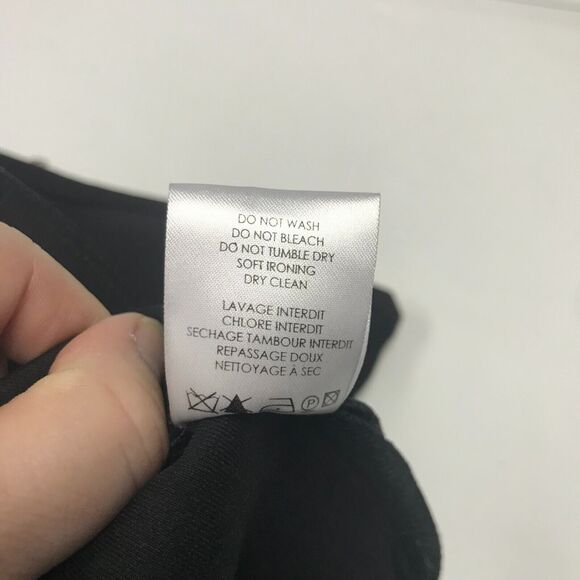 DO NOT WASH
DO NOT BLEACH
DO NOT TUMBLE DRY
SOFT IRONING
DRY CLEAN
LAVAGE INTERDIT
CHLORE INTERDIT
SECHAGE TAMBOUR INTERDIT
REPASSAGE DOUX
NETTOYAGE À SEC
P